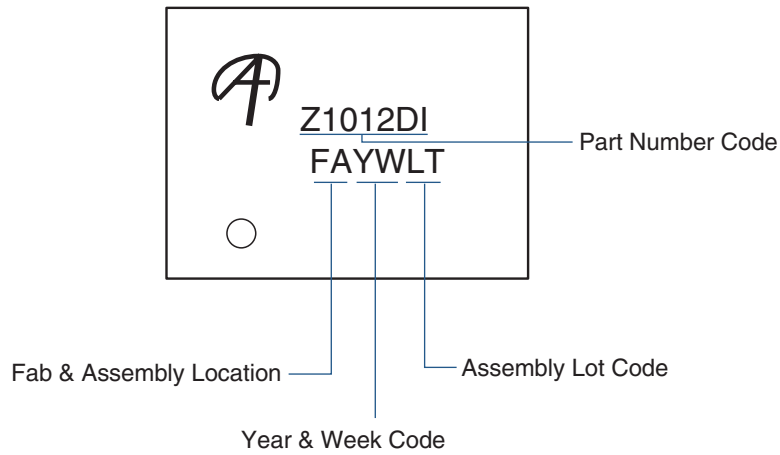 Z1012DI
Part Number Code
FAYWLT
Fab & Assembly Location
Assembly Lot Code
Year & Week Code